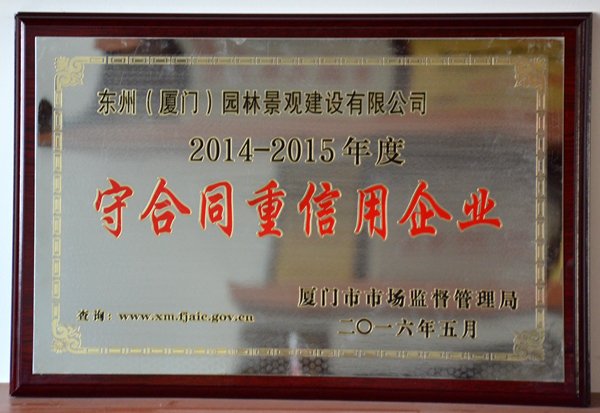 东州（厦门）园林景观建设有限公司
2014-2015年度
守合同重信用企业
厦门市市场监督管理局
查询：www.xm.fjaic.gov.cn
二〇一六年五月